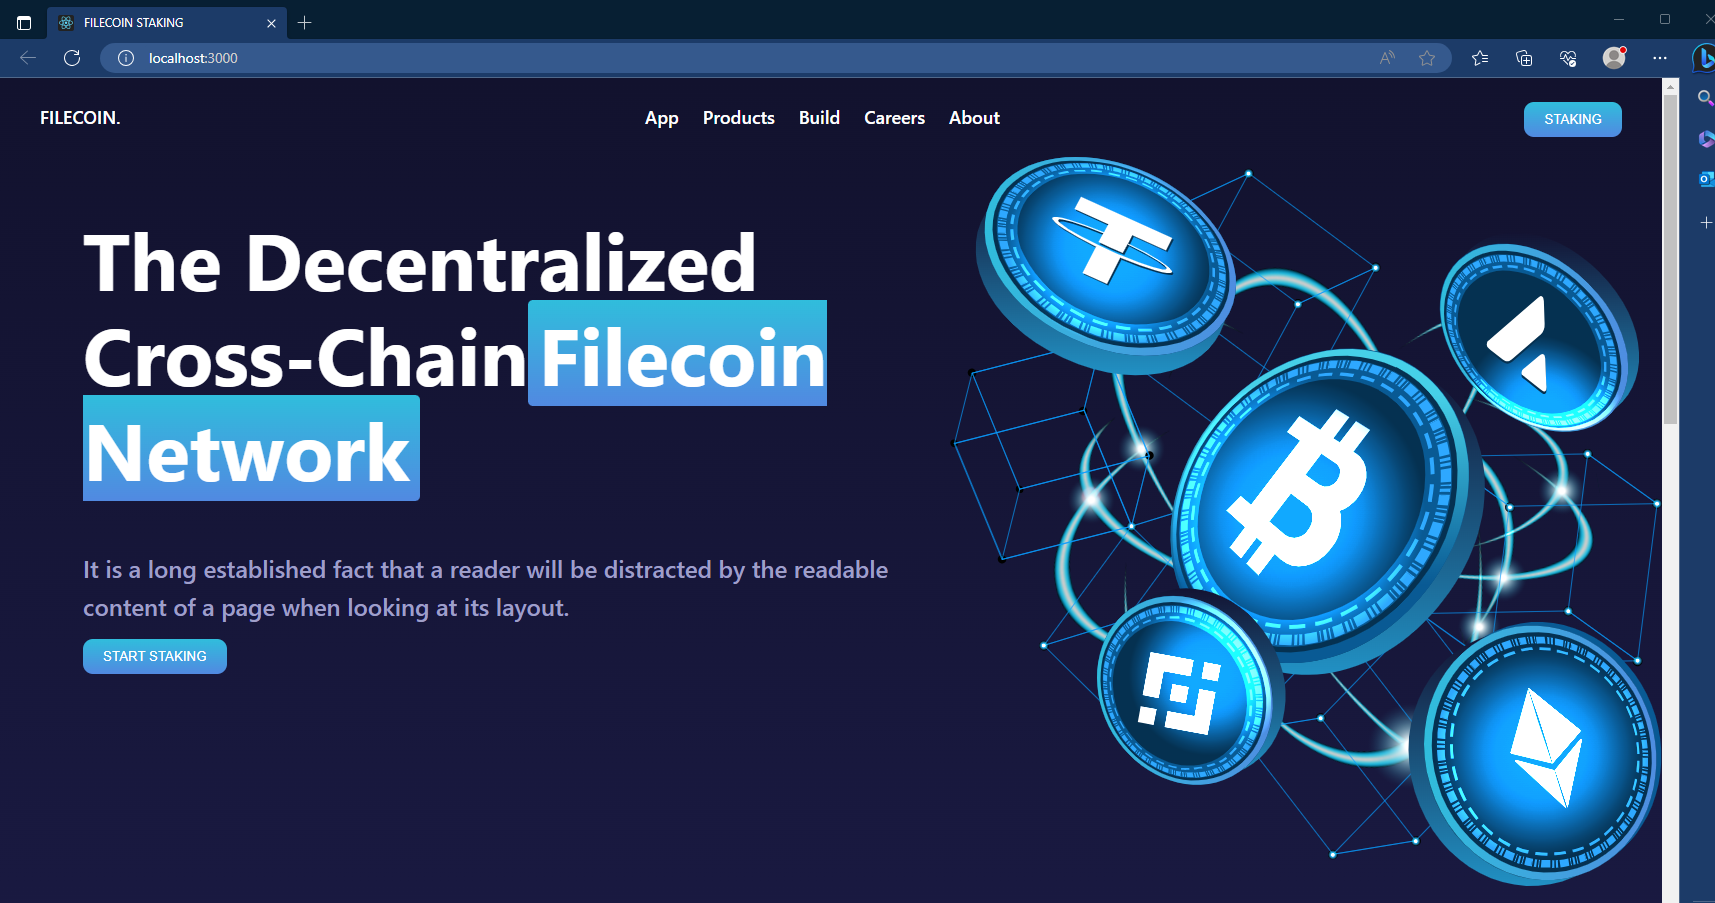 FILECOIN STAKING
localhost:3000
FILECOIN.
App Products Build Careers About
STAKING
The Decentralized
Cross-Chain Filecoin
Network
It is a long established fact that a reader will be distracted by the readable
content of a page when looking at its layout.
START STAKING